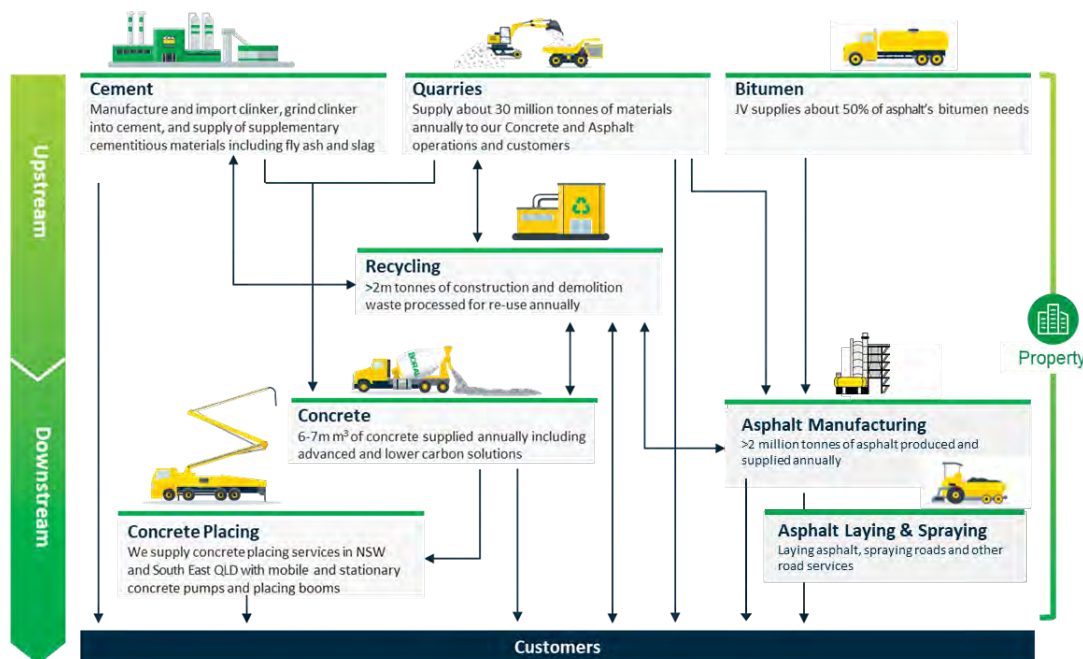 Upstream
Downstream
Cement
Manufacture and import clinker, grind clinker
into cement, and supply of supplementary
cementitious materials including fly ash and slag
Quarries
Supply about 30 million tonnes of materials
annually to our Concrete and Asphalt
operations and customers
Bitumen
JV supplies about 50% of asphalt's bitumen needs
Recycling
>2m tonnes of construction and demolition
waste processed for re-use annually
Property
BORAL
Concrete
6-7m m³ of concrete supplied annually including
advanced and lower carbon solutions
Asphalt Manufacturing
>2 million tonnes of asphalt produced and
supplied annually
Concrete Placing
We supply concrete placing services in NSW
and South East QLD with mobile and stationary
concrete pumps and placing booms
Asphalt Laying & Spraying
Laying asphalt, spraying roads and other
road services
Customers